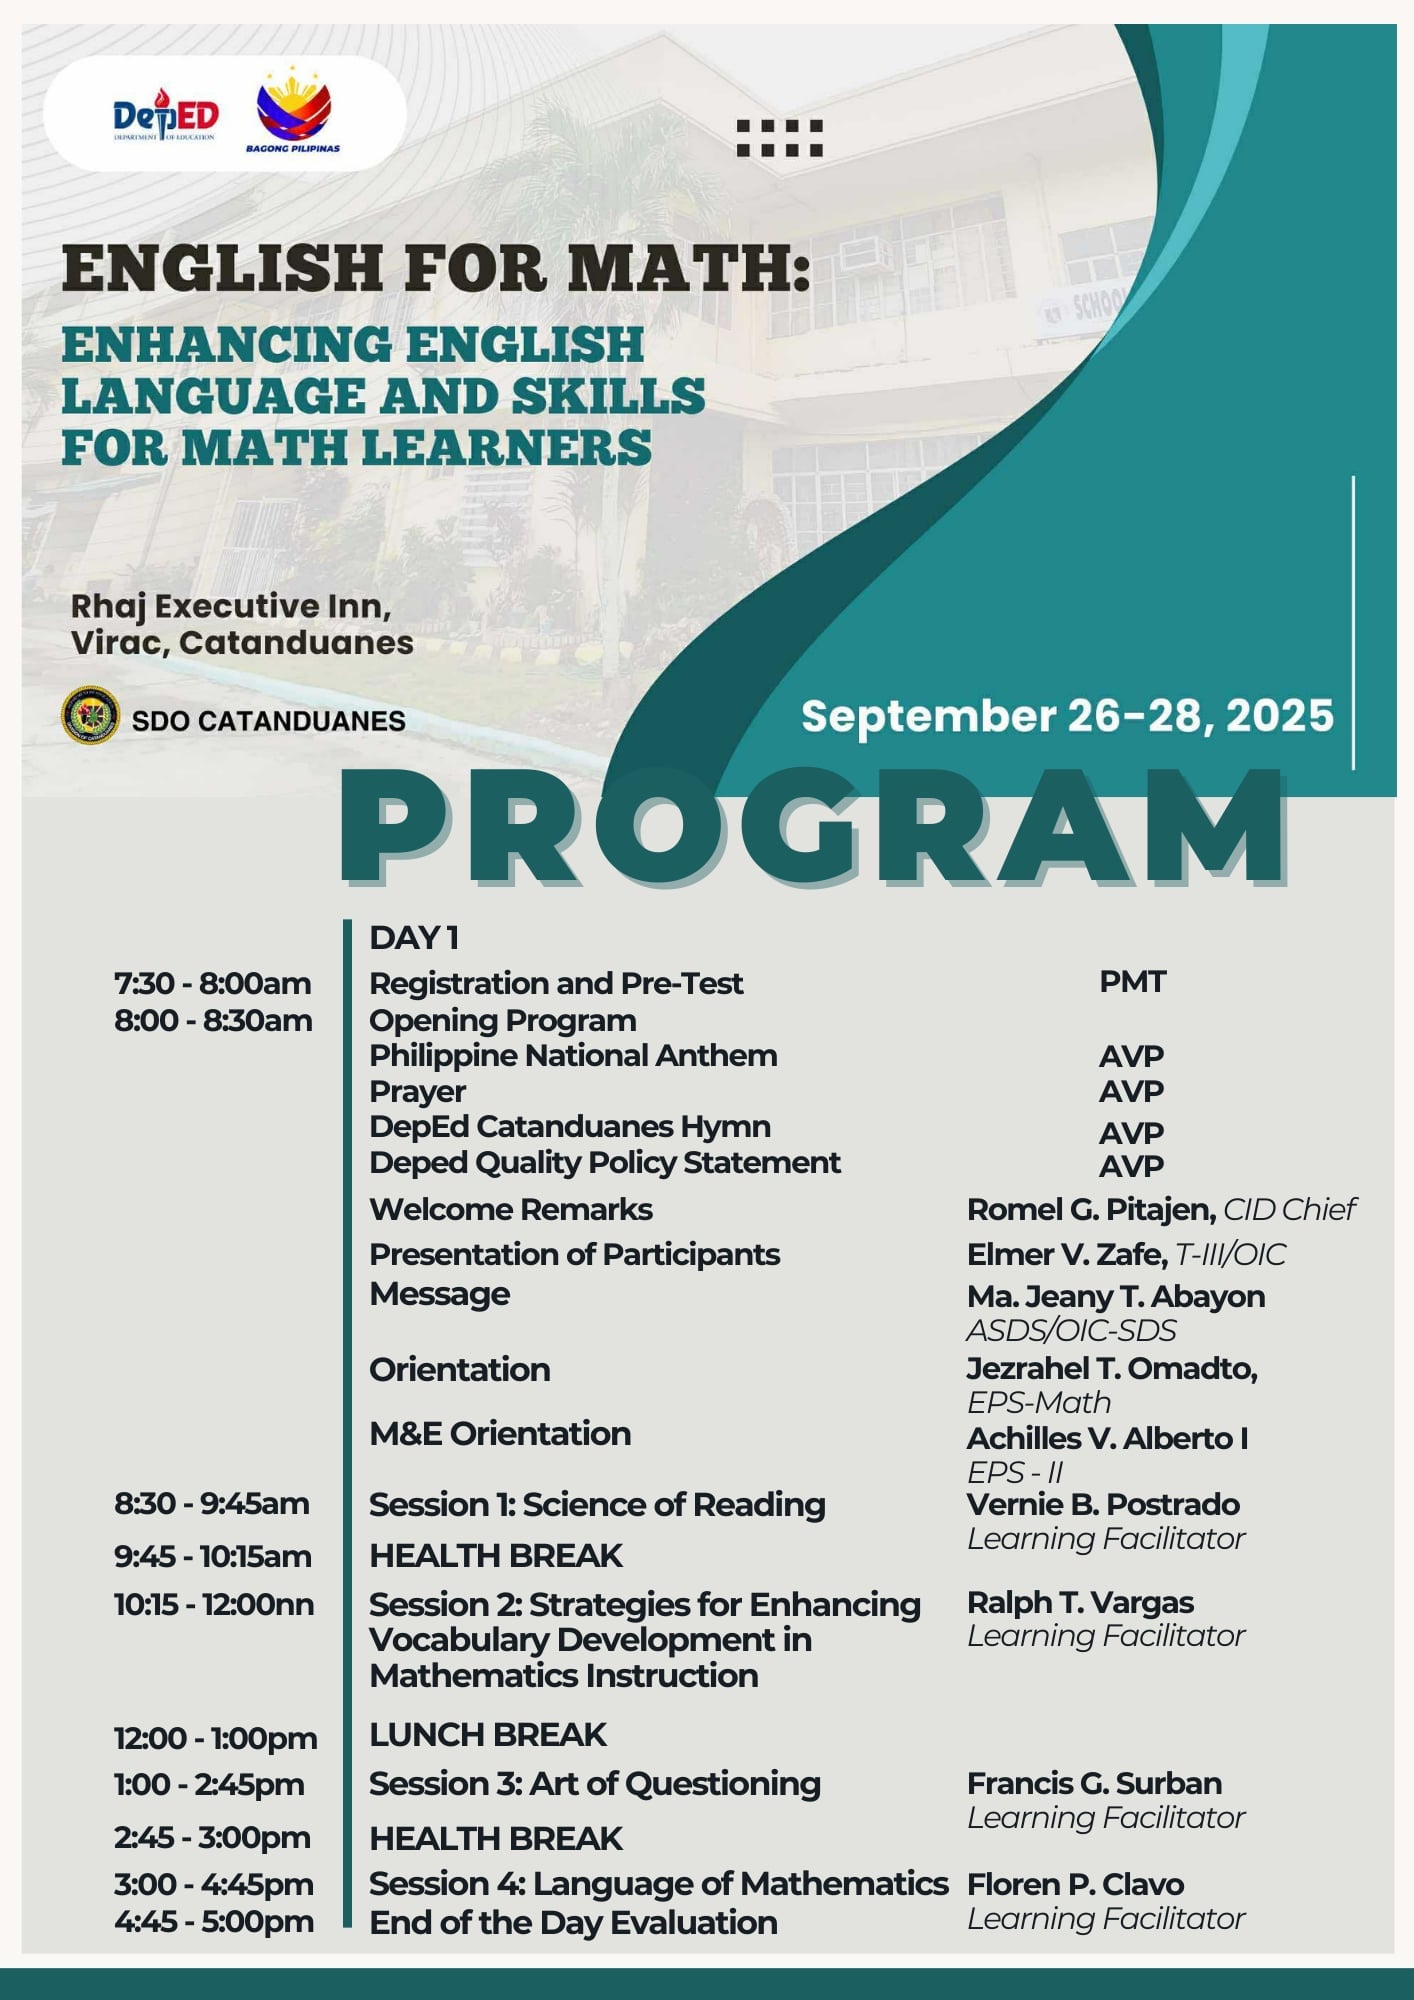 DepED
DEPARTMENT OF EDUCATION
BAGONG PILIPINAS
SCHOOL
ENGLISH FOR MATH:
ENHANCING ENGLISH
LANGUAGE AND SKILLS
FOR MATH LEARNERS
Rhaj Executive Inn,
Virac, Catanduanes
SDO CATANDUANES
September 26-28, 2025
PROGRAM
DAY 1
7:30 - 8:00am Registration and Pre-Test PMT
8:00 - 8:30am Opening Program
Philippine National Anthem AVP
Prayer AVP
DepEd Catanduanes Hymn AVP
Deped Quality Policy Statement AVP
Welcome Remarks Romel G. Pitajen, CID Chief
Presentation of Participants Elmer V. Zafe, T-III/OIC
Message Ma. Jeany T. Abayon
ASDS/OIC-SDS
Orientation Jezrahel T. Omadto,
EPS-Math
M&E Orientation Achilles V. Alberto I
EPS - II
8:30 - 9:45am Session 1: Science of Reading Vernie B. Postrado
Learning Facilitator
9:45 - 10:15am HEALTH BREAK
10:15 - 12:00nn Session 2: Strategies for Enhancing Ralph T. Vargas
Vocabulary Development in Learning Facilitator
Mathematics Instruction
12:00 - 1:00pm LUNCH BREAK
1:00 - 2:45pm Session 3: Art of Questioning Francis G. Surban
Learning Facilitator
2:45 - 3:00pm HEALTH BREAK
3:00 - 4:45pm Session 4: Language of Mathematics Floren P. Clavo
4:45 - 5:00pm End of the Day Evaluation Learning Facilitator